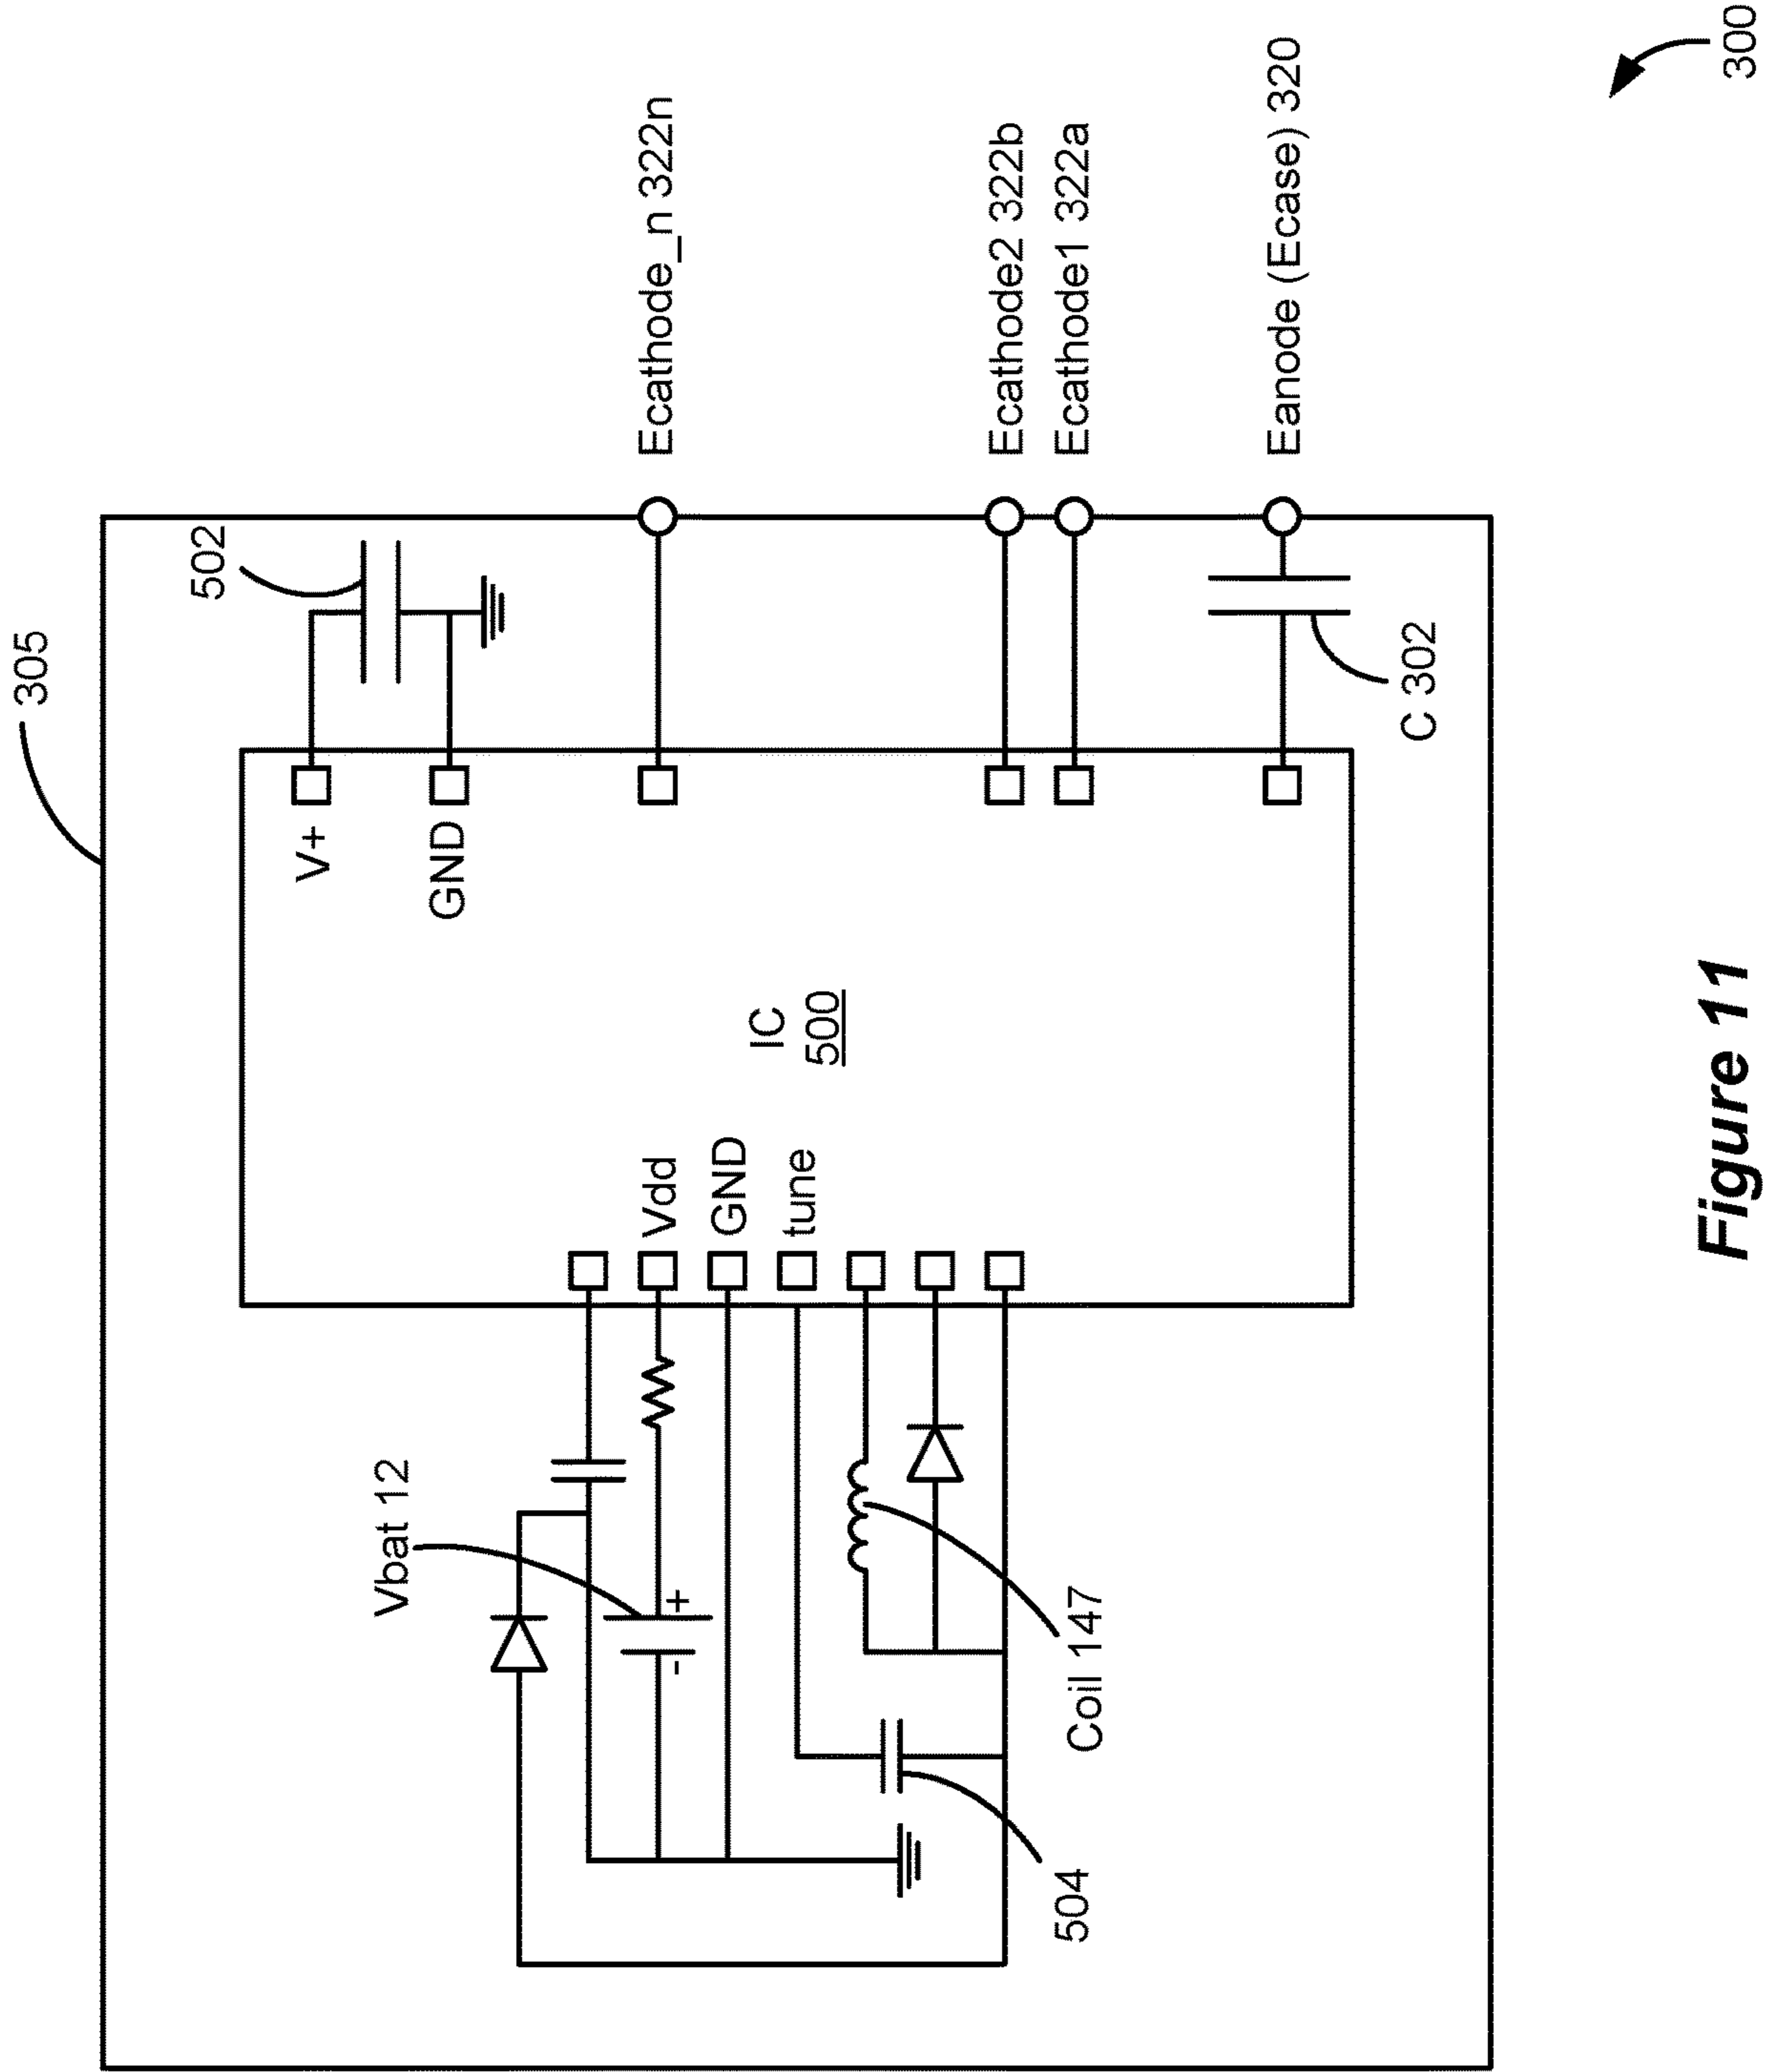 305
502
V+
GND
IC
500
Vdd
GND
tune
Vbat 12
+
-
Coil 147
504
C 302
Ecathode_n 322n
Ecathode2 322b
Ecathode1 322a
Eanode (Ecase) 320
300
Figure 11